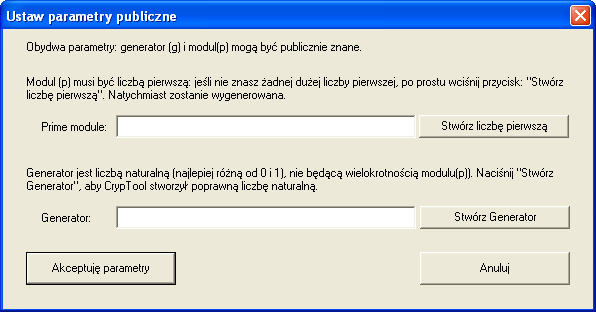 Ustaw parametry publiczne
Obydwa parametry: generator (g) i moduł(p) mogą być publicznie znane.
Moduł (p) musi być liczbą pierwszą: jeśli nie znasz żadnej dużej liczby pierwszej, po prostu wciśnij przycisk: "Stwórz
liczbę pierwszą". Natychmiast zostanie wygenerowana.
Prime module:
Stwórz liczbę pierwszą
Generator jest liczbą naturalną (najlepiej różną od 0 i 1), nie będącą wielokrotnością modułu(p)). Naciśnij "Stwórz
Generator", aby CrypTool stworzył poprawną liczbę naturalną.
Generator:
Stwórz Generator
Akceptuję parametry
Anuluj